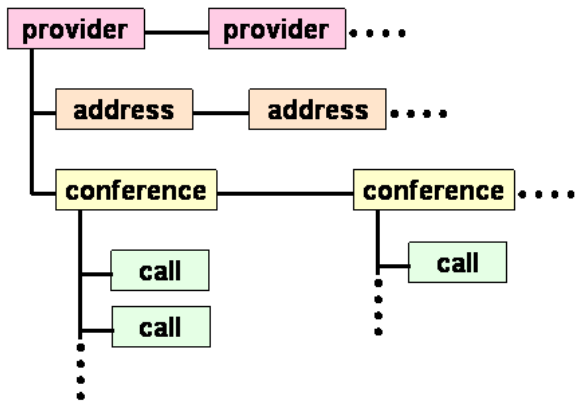 provider provider
address address
conference conference
call call
call